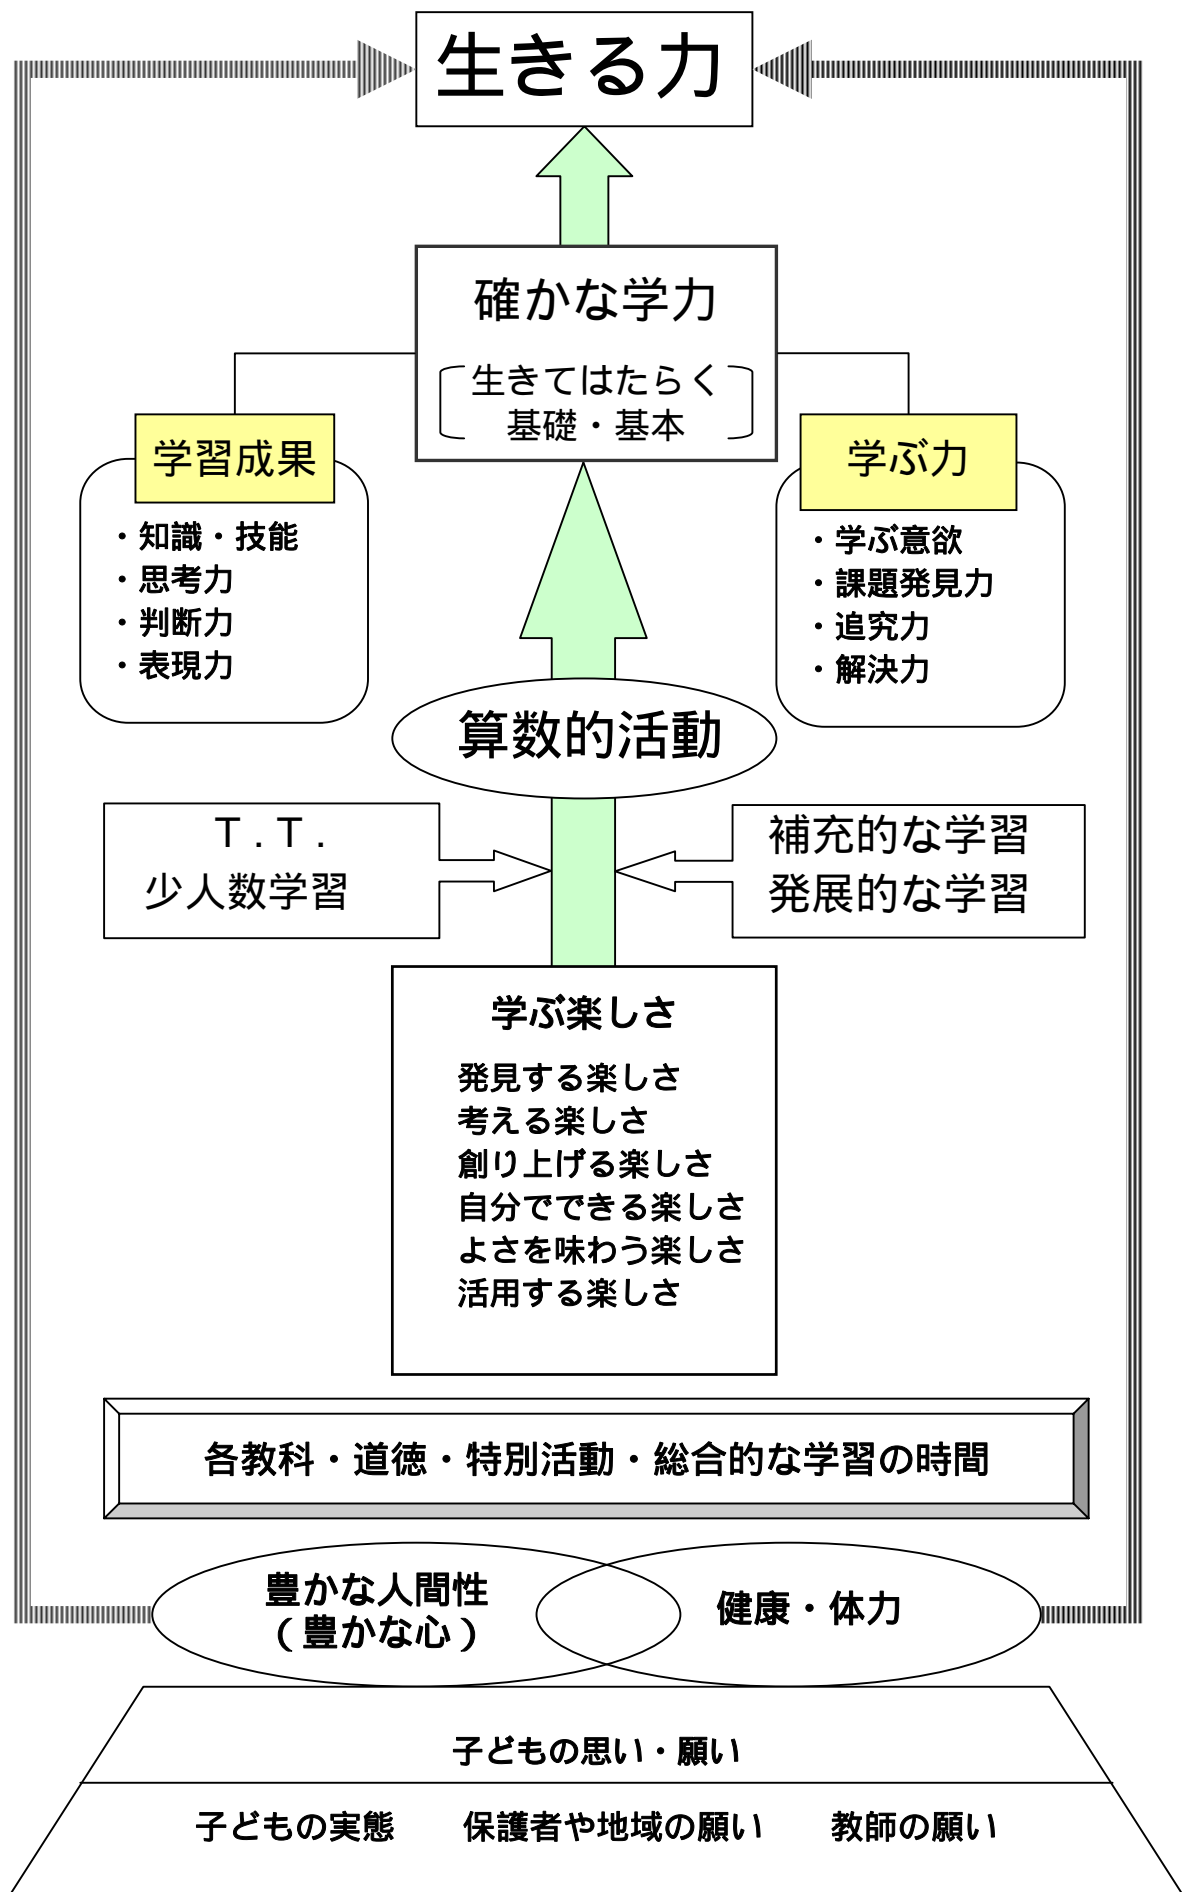 生きる力
確かな学力
生きてはたらく
基礎・基本
学習成果
・知識・技能
・思考力
・判断力
・表現力
学ぶ力
・学ぶ意欲
・課題発見力
・追究力
・解決力
算数的活動
Ｔ．Ｔ．
少人数学習
補充的な学習
発展的な学習
学ぶ楽しさ
発見する楽しさ
考える楽しさ
創り上げる楽しさ
自分でできる楽しさ
よさを味わう楽しさ
活用する楽しさ
各教科・道徳・特別活動・総合的な学習の時間
豊かな人間性
（豊かな心）
健康・体力
子どもの思い・願い
子どもの実態　　保護者や地域の願い　　教師の願い